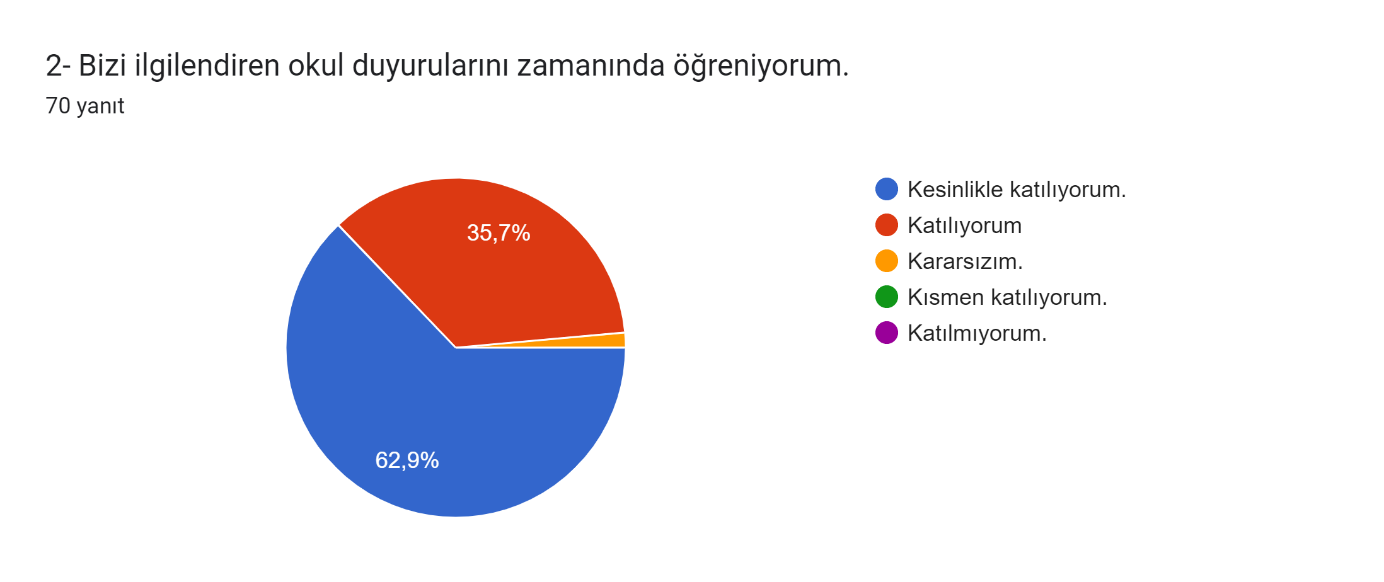 2- Bizi ilgilendiren okul duyurularını zamanında öğreniyorum.
70 yanıt
35,7%
62,9%
Kesinlikle katılıyorum.
Katılıyorum
Kararsızım.
Kısmen katılıyorum.
Katılmıyorum.